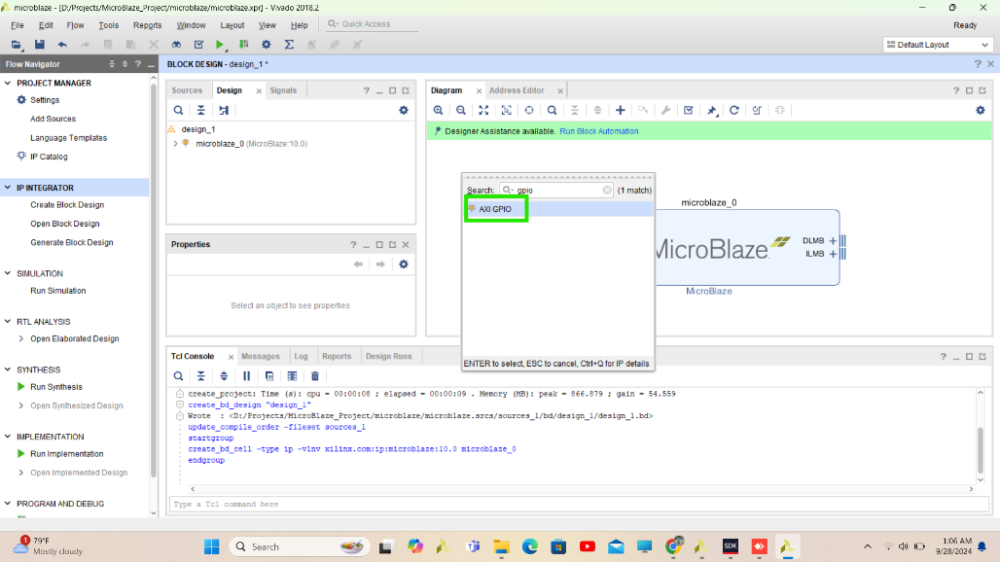 microblaze - [D:/Projects/MicroBlaze_Project/microblaze/microblaze.xpr] - Vivado 2018.2
File Edit Flow Tools Reports Window Layout View Help Quick Access Ready
Default Layout
Flow Navigator
BLOCK DESIGN - design_1 *
PROJECT MANAGER
Settings
Add Sources
Language Templates
IP Catalog
IP INTEGRATOR
Create Block Design
Open Block Design
Generate Block Design
SIMULATION
Run Simulation
RTL ANALYSIS
Open Elaborated Design
SYNTHESIS
Run Synthesis
Open Synthesized Design
IMPLEMENTATION
Run Implementation
Open Implemented Design
PROGRAM AND DEBUG
Sources Design Signals
design_1
microblaze_0 (MicroBlaze:10.0)
Properties
Select an object to see properties
Diagram Address Editor
Designer Assistance available. Run Block Automation
Search: gpio (1 match)
AXI GPIO
ENTER to select, ESC to cancel, Ctrl+Q for IP details
microblaze_0
MicroBlaze
DLMB
ILMB
MicroBlaze
Tcl Console Messages Log Reports Design Runs
create_project: Time (s): cpu = 00:00:08 ; elapsed = 00:00:09 . Memory (MB): peak = 866.879 ; gain = 54.559
create_bd_design "design_1"
Wrote : <D:/Projects/MicroBlaze_Project/microblaze/microblaze.srcs/sources_1/bd/design_1/design_1.bd>
update_compile_order -fileset sources_1
startgroup
create_bd_cell -type ip -vlnv xilinx.com:ip:microblaze:10.0 microblaze_0
endgroup
Type a Tcl command here
1
79°F
Mostly cloudy
Search
SDK
1:06 AM
9/28/2024